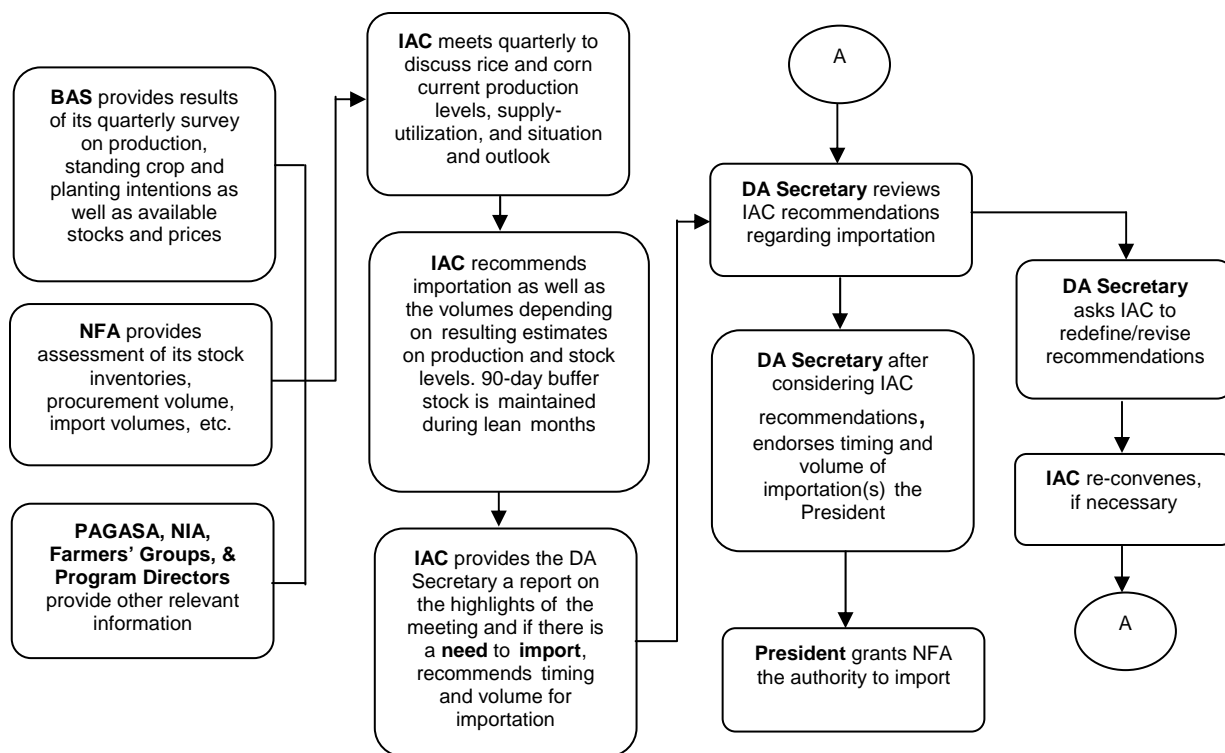 BAS provides results
of its quarterly survey
on production,
standing crop and
planting intentions as
well as available
stocks and prices
NFA provides
assessment of its stock
inventories,
procurement volume,
import volumes, etc.
PAGASA, NIA,
Farmers’ Groups, &
Program Directors
provide other relevant
information
IAC meets quarterly to
discuss rice and corn
current production
levels, supply-
utilization, and situation
and outlook
IAC recommends
importation as well as
the volumes depending
on resulting estimates
on production and stock
levels. 90-day buffer
stock is maintained
during lean months
IAC provides the DA
Secretary a report on
the highlights of the
meeting and if there is
a need to import,
recommends timing
and volume for
importation
A
DA Secretary reviews
IAC recommendations
regarding importation
DA Secretary after
considering IAC
recommendations,
endorses timing and
volume of
importation(s) the
President
President grants NFA
the authority to import
DA Secretary
asks IAC to
redefine/revise
recommendations
IAC re-convenes,
if necessary
A